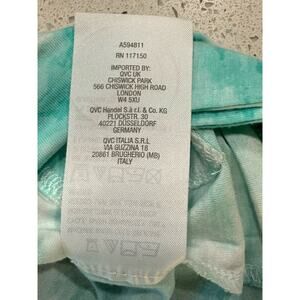 A594811
RN 117150
IMPORTED BY:
QVC UK
CHISWICK PARK
566 CHISWICK HIGH ROAD
LONDON
W4 5XU
QVC Handel S.à r.l. & Co. KG
PLOCKSTR. 30
40221 DÜSSELDORF
GERMANY
QVC ITALIA S.R.L
VIA GUZZINA 18
20861 BRUGHERIO (MB)
ITALY